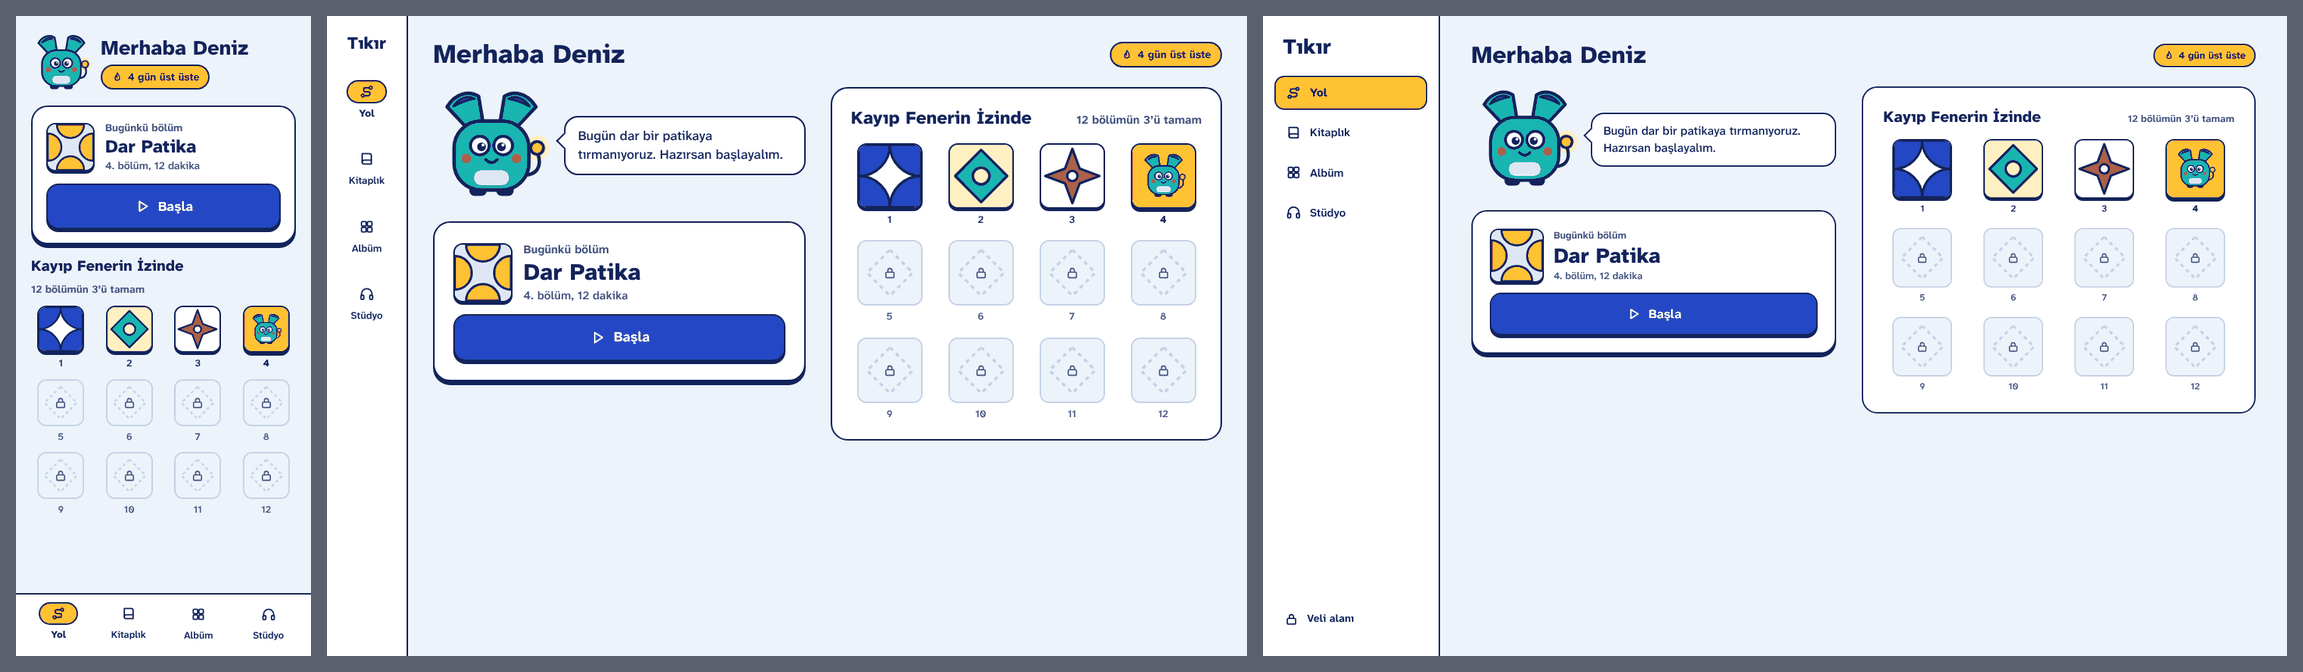 Merhaba Deniz
4 gün üst üste
Bugünkü bölüm
Dar Patika
4. bölüm, 12 dakika
Başla
Kayıp Fenerin İzinde
12 bölümün 3'ü tamam
1 2 3 4
5 6 7 8
9 10 11 12
Yol Kitaplık Albüm Stüdyo
Tıkır
Yol
Kitaplık
Albüm
Stüdyo
Merhaba Deniz
4 gün üst üste
Bugün dar bir patikaya
tırmanıyoruz. Hazırsan başlayalım.
Bugünkü bölüm
Dar Patika
4. bölüm, 12 dakika
Başla
Kayıp Fenerin İzinde
12 bölümün 3'ü tamam
1 2 3 4
5 6 7 8
9 10 11 12
Tıkır
Yol
Kitaplık
Albüm
Stüdyo
Veli alanı
Merhaba Deniz
4 gün üst üste
Bugün dar bir patikaya tırmanıyoruz.
Hazırsan başlayalım.
Bugünkü bölüm
Dar Patika
4. bölüm, 12 dakika
Başla
Kayıp Fenerin İzinde
12 bölümün 3'ü tamam
1 2 3 4
5 6 7 8
9 10 11 12